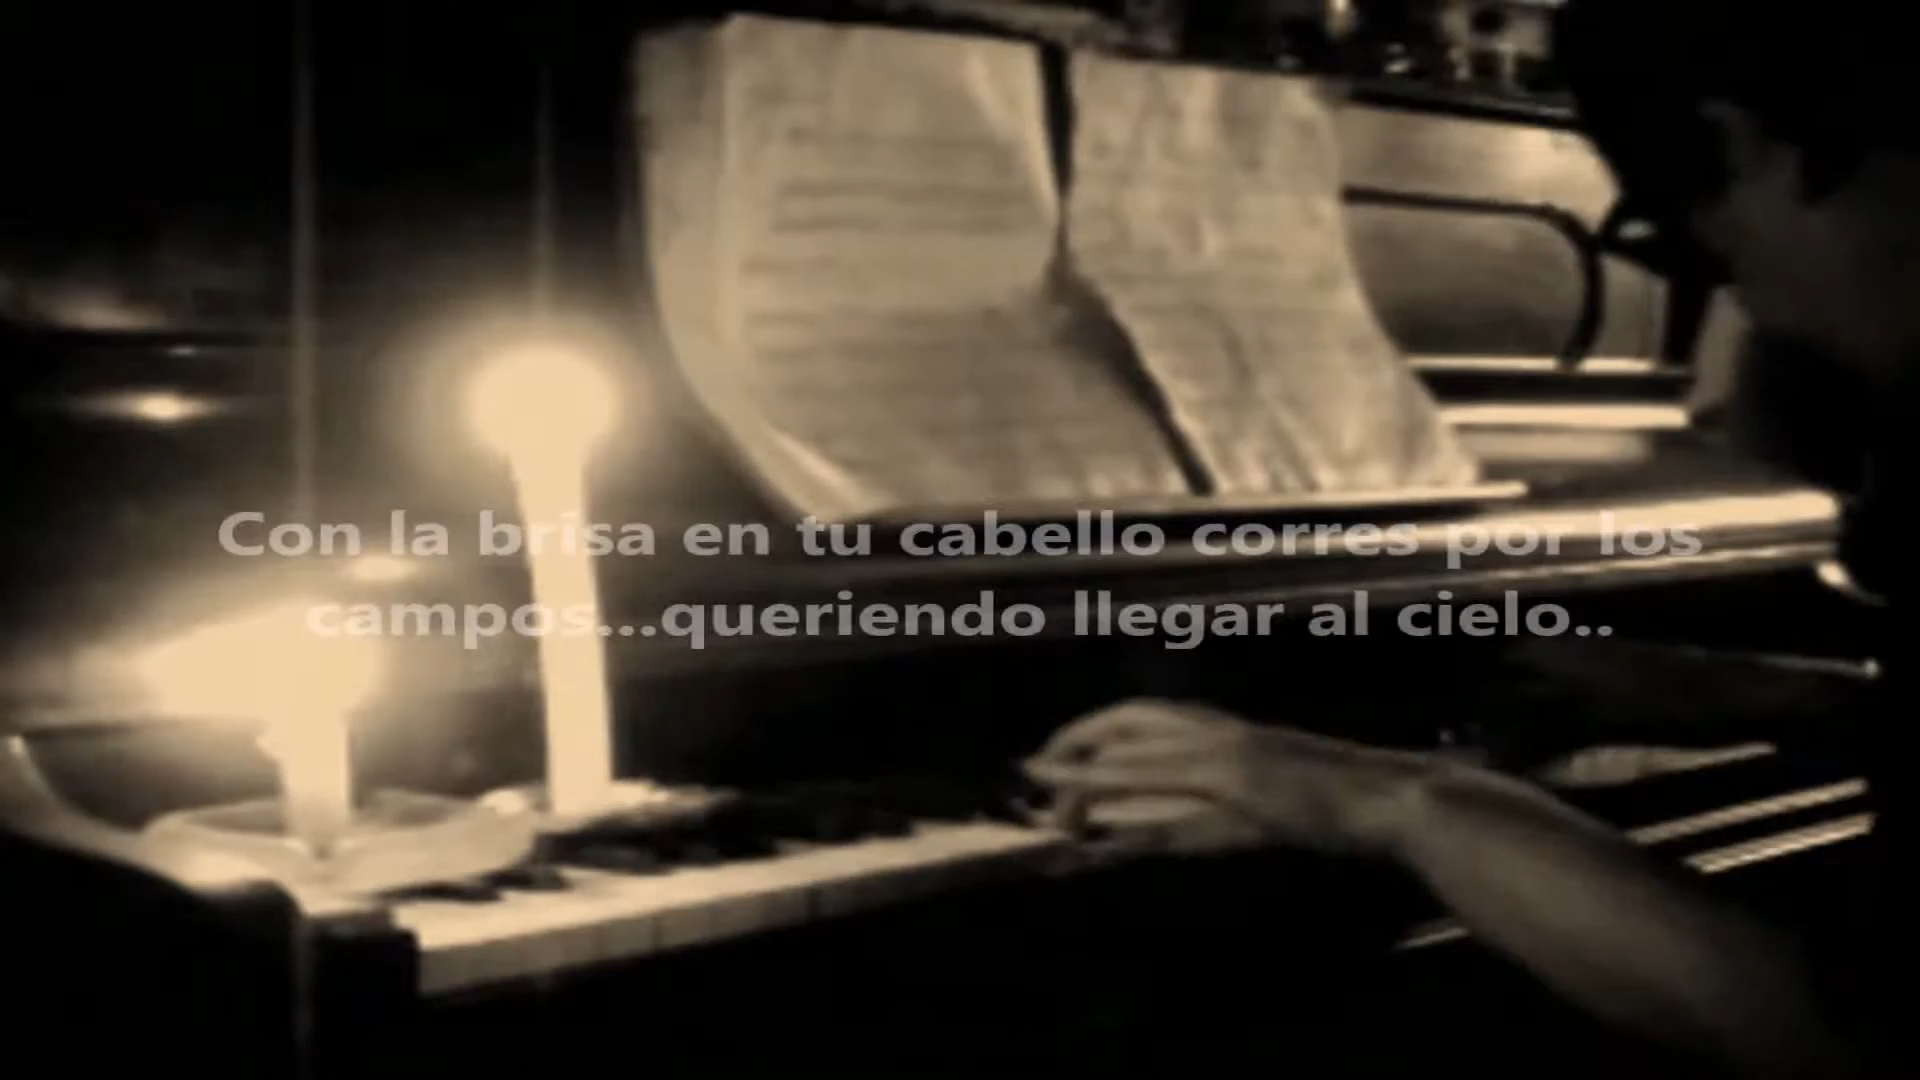 Con la brisa en tu cabello corres por los
campos...queriendo llegar al cielo..